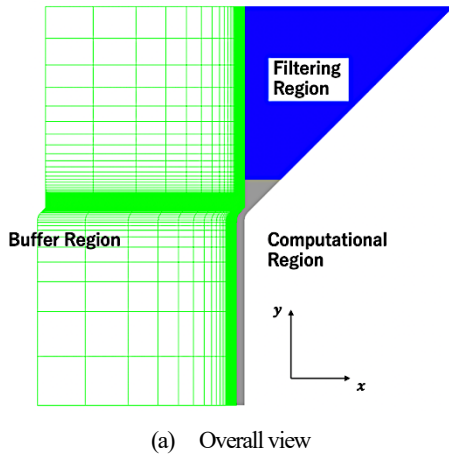 Filtering
Region
Buffer Region
Computational
Region
y
x
(a) Overall view